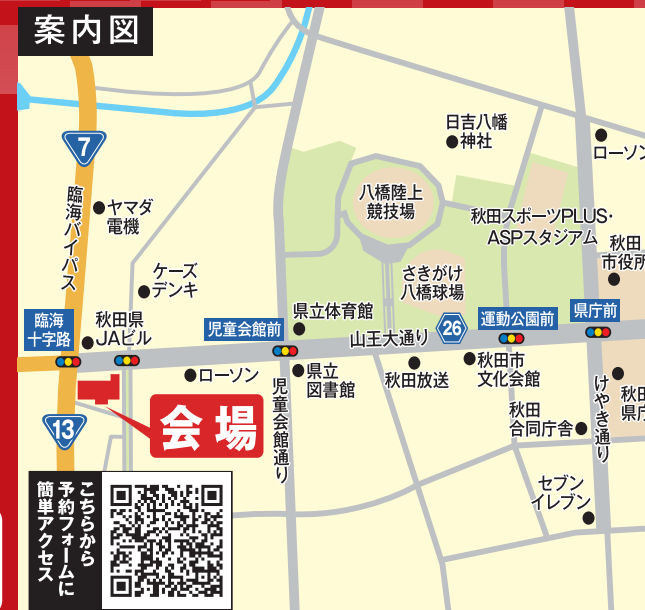 案内図
日吉八幡
神社
ローソン
7
八橋陸上
競技場
臨海バイパス
ヤマダ
電機
秋田スポーツPLUS・
ASPスタジアム
秋田
市役所
ケーズ
デンキ
さきがけ
八橋球場
臨海
十字路
秋田県
JAビル
児童会館前
県立体育館
山王大通り
26
運動公園前
県庁前
ローソン
県立
図書館
秋田放送
秋田市
文化会館
けやき通り
秋田
県庁
児童会館通り
13
会場
秋田
合同庁舎
セブン
イレブン
こちらから
予約フォームに
簡単アクセス